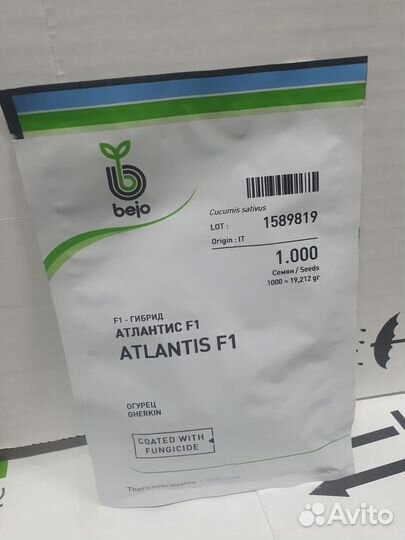 bejo
Cucumis sativus
LOT : 1589819
Origin : IT
1.000
Семян / Seeds
1000 = 19,212 gr
F1 - ГИБРИД
АТЛАНТИС F1
ATLANTIS F1
ОГУРЕЦ
GHERKIN
COATED WITH
FUNGICIDE
quality
Avito